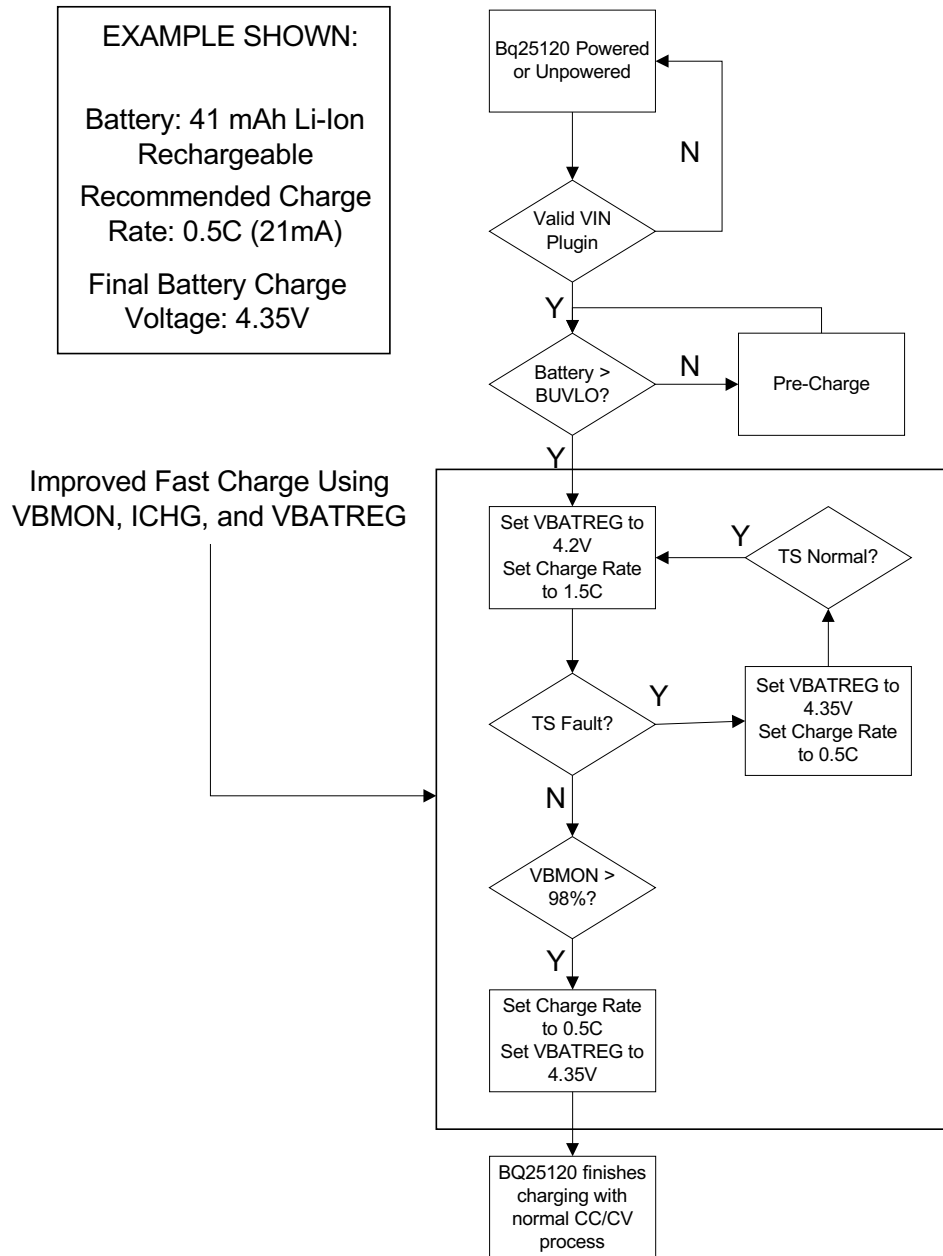 EXAMPLE SHOWN:
Battery: 41 mAh Li-Ion
Rechargeable
Recommended Charge
Rate: 0.5C (21mA)
Final Battery Charge
Voltage: 4.35V
Bq25120 Powered
or Unpowered
N
Valid VIN
Plugin
Y
Battery >
BUVLO?
N
Pre-Charge
Y
Improved Fast Charge Using
VBMON, ICHG, and VBATREG
Set VBATREG to
4.2V
Set Charge Rate
to 1.5C
Y
TS Normal?
TS Fault?
Y
Set VBATREG to
4.35V
Set Charge Rate
to 0.5C
N
VBMON >
98%?
Y
Set Charge Rate
to 0.5C
Set VBATREG to
4.35V
BQ25120 finishes
charging with
normal CC/CV
process